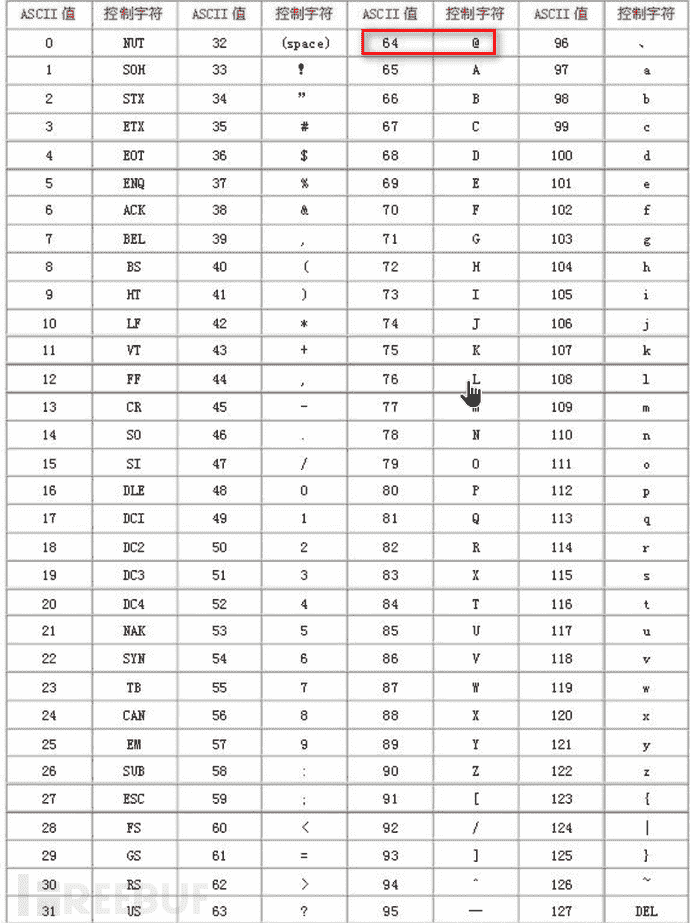 ASCII 值 控制字符 ASCII 值 控制字符 ASCII 值 控制字符 ASCII 值 控制字符
0 NUT 32 (space) 64 @ 96 、
1 SOH 33 ! 65 A 97 a
2 STX 34 ” 66 B 98 b
3 ETX 35 # 67 C 99 c
4 EOT 36 $ 68 D 100 d
5 ENQ 37 % 69 E 101 e
6 ACK 38 & 70 F 102 f
7 BEL 39 , 71 G 103 g
8 BS 40 ( 72 H 104 h
9 HT 41 ) 73 I 105 i
10 LF 42 * 74 J 106 j
11 VT 43 + 75 K 107 k
12 FF 44 , 76 L 108 l
13 CR 45 - 77 109 m
14 SO 46 . 78 N 110 n
15 SI 47 / 79 O 111 o
16 DLE 48 0 80 P 112 p
17 DCI 49 1 81 Q 113 q
18 DC2 50 2 82 R 114 r
19 DC3 51 3 83 X 115 s
20 DC4 52 4 84 T 116 t
21 NAK 53 5 85 U 117 u
22 SYN 54 6 86 V 118 v
23 TB 55 7 87 W 119 w
24 CAN 56 8 88 X 120 x
25 EM 57 9 89 Y 121 y
26 SUB 58 : 90 Z 122 z
27 ESC 59 ; 91 [ 123 {
28 FS 60 < 92 / 124 |
29 GS 61 = 93 ] 125 }
30 RS 62 > 94 ^ 126 ~
31 US 63 ? 95 — 127 DEL
FREEBUF